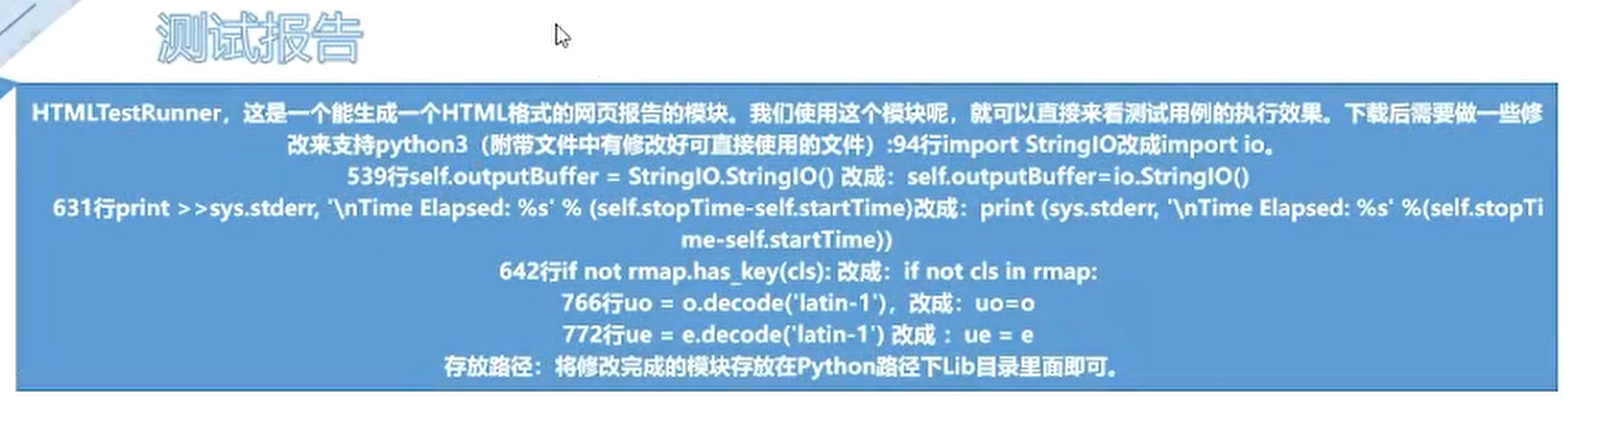 测试报告
HTMLTestRunner，这是一个能生成一个HTML格式的网页报告的模块。我们使用这个模块呢，就可以直接来看测试用例的执行效果。下载后需要做一些修
改来支持python3（附带文件中有修改好可直接使用的文件）:94行import StringIO改成import io。
539行self.outputBuffer = StringIO.StringIO() 改成：self.outputBuffer=io.StringIO()
631行print >>sys.stderr, '\nTime Elapsed: %s' % (self.stopTime-self.startTime)改成：print (sys.stderr, '\nTime Elapsed: %s' %(self.stopTi
me-self.startTime))
642行if not rmap.has_key(cls): 改成：if not cls in rmap:
766行uo = o.decode('latin-1')，改成：uo=o
772行ue = e.decode('latin-1') 改成 ：ue = e
存放路径：将修改完成的模块存放在Python路径下Lib目录里面即可。